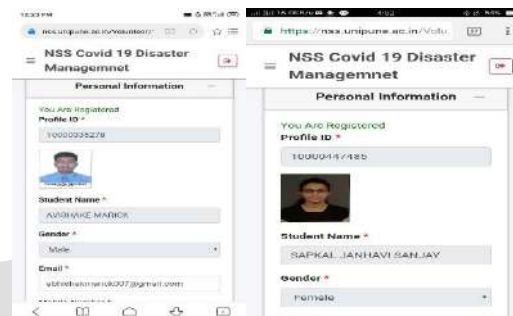 NSS Covid 19 Disaster
Managemnet
Personal Information
You Are Registered
Profile ID *
Student Name *
Gender *
Male
Email *
https://nss.unipune.ac.in/Volu
NSS Covid 19 Disaster
Managemnet
Personal Information
You Are Registered
Profile ID *
10000447485
Student Name *
SAPKAL JANHAVI SANJAY
Gender *
Female